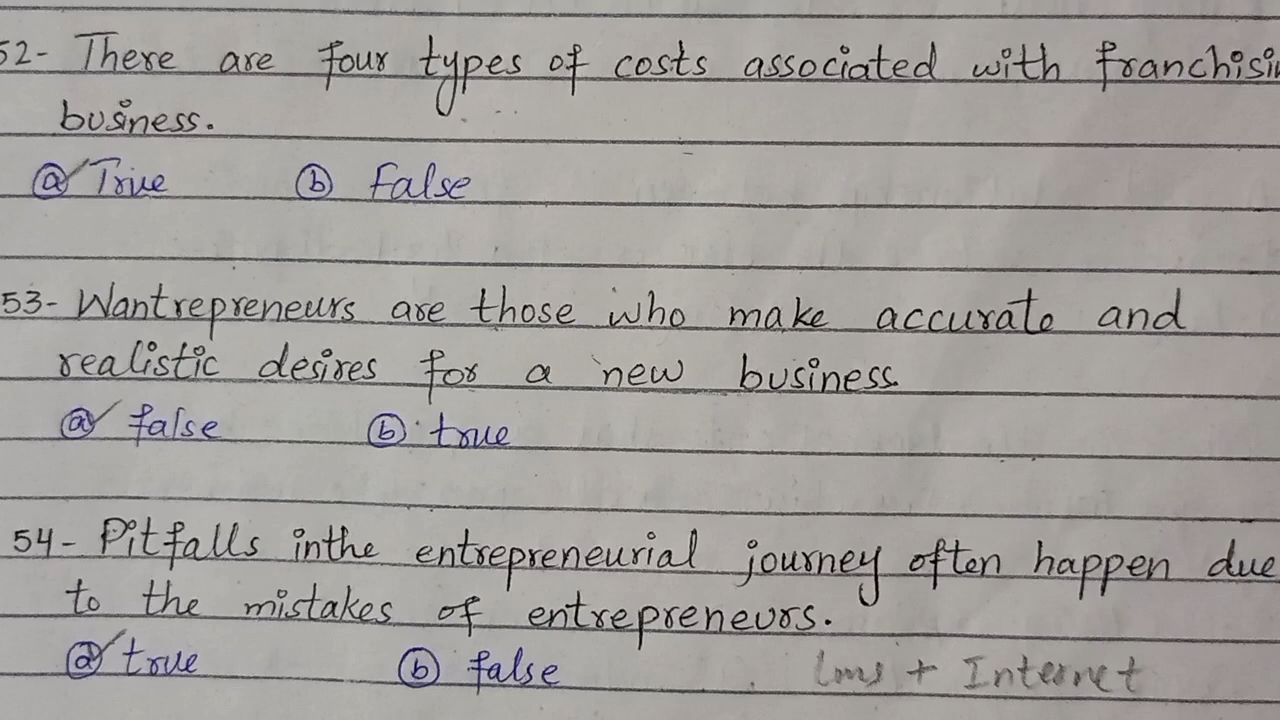 52- There are four types of costs associated with franchisin
business.
ⓐ True ⓑ False
53- Wantrepreneurs are those who make accurate and
realistic desires for a new business.
ⓐ false ⓑ true
54- Pitfalls inthe entrepreneurial journey often happen due
to the mistakes of entrepreneurs.
ⓐ true ⓑ false lms + Internet